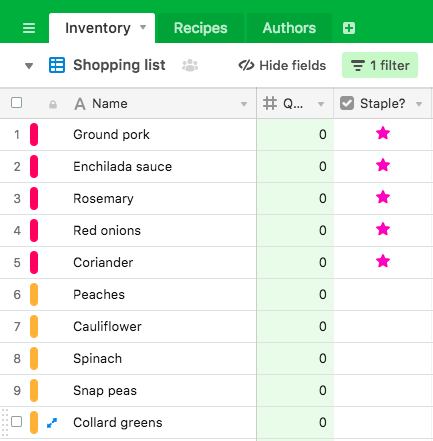 Inventory Recipes Authors
Shopping list Hide fields 1 filter
A Name # Q... Staple?
1 Ground pork 0
2 Enchilada sauce 0
3 Rosemary 0
4 Red onions 0
5 Coriander 0
6 Peaches 0
7 Cauliflower 0
8 Spinach 0
9 Snap peas 0
Collard greens 0